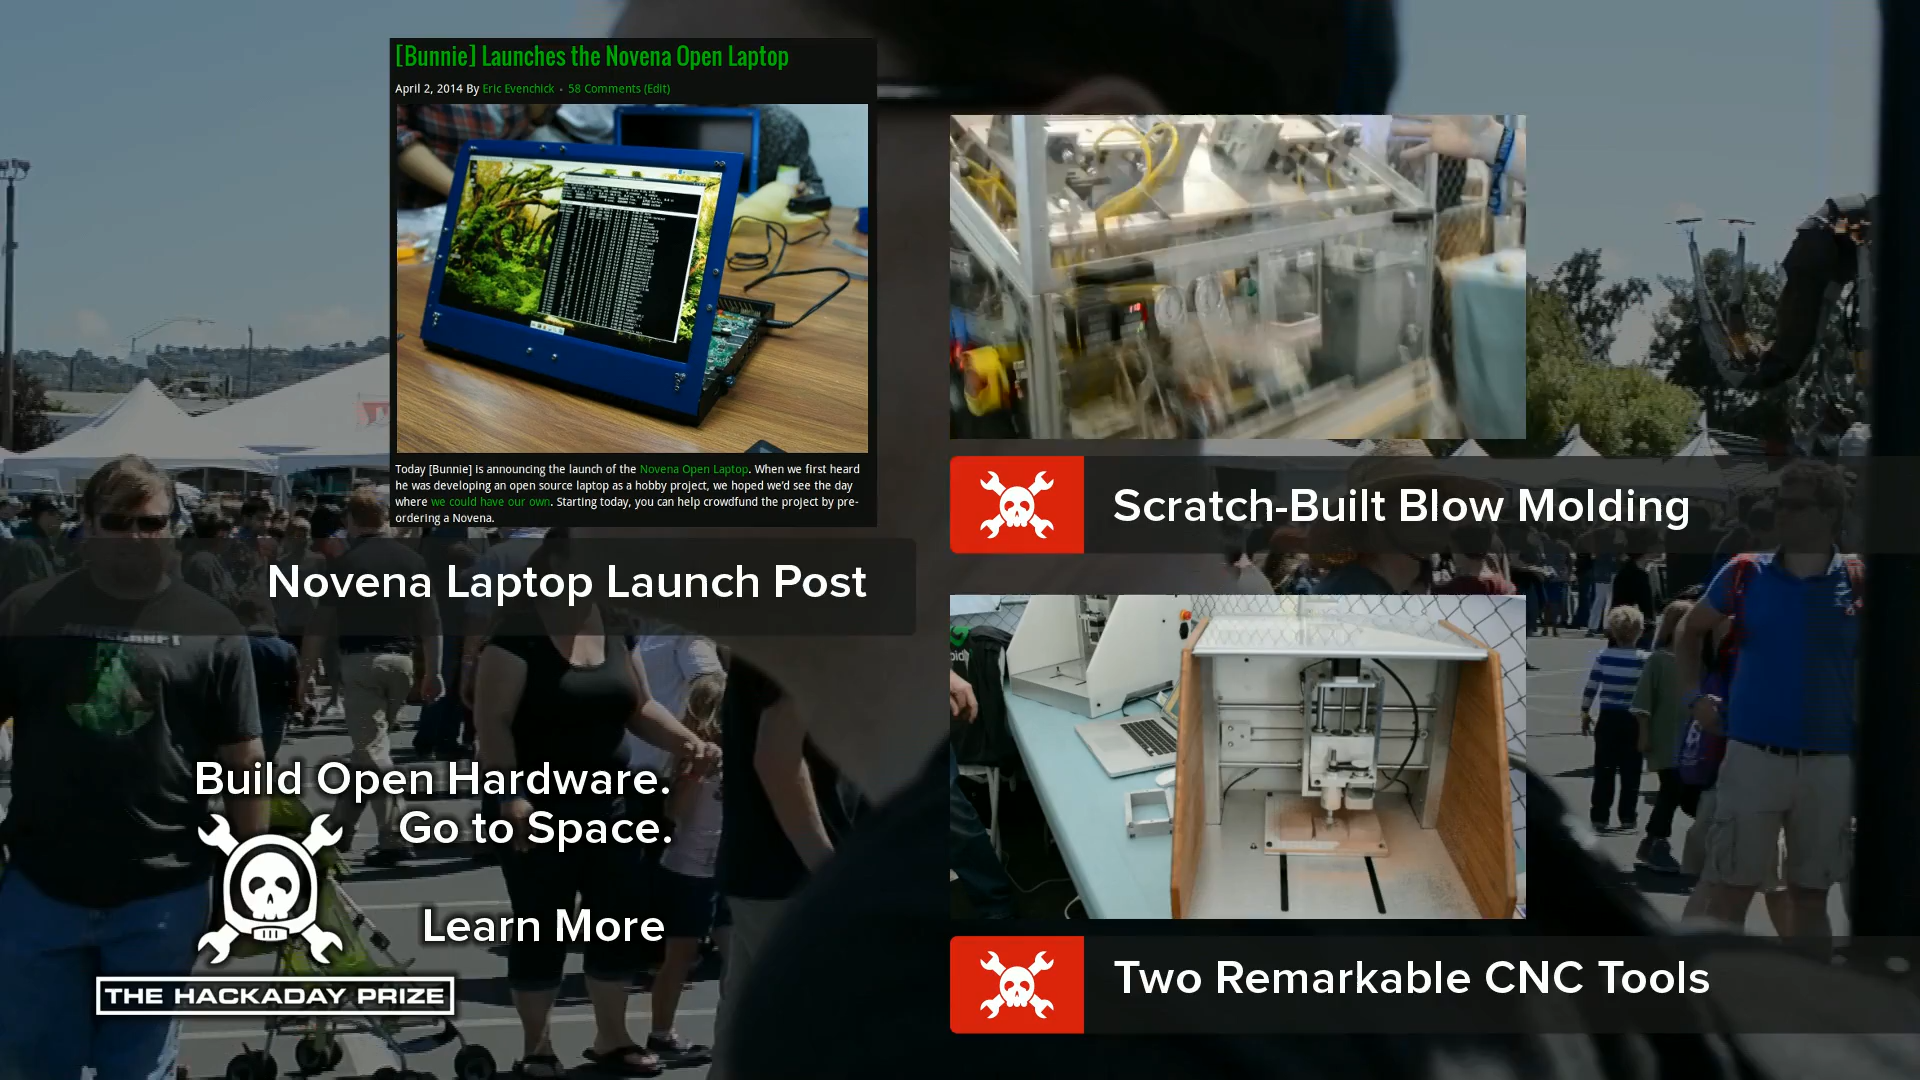 [Bunnie] Launches the Novena Open Laptop
April 2, 2014 By Eric Evenchick - 58 Comments (Edit)
Today [Bunnie] is announcing the launch of the Novena Open Laptop. When we first heard
he was developing an open source laptop as a hobby project, we hoped we'd see the day
where we could have our own. Starting today, you can help crowdfund the project by pre-
ordering a Novena.
Novena Laptop Launch Post
Scratch-Built Blow Molding
Build Open Hardware.
Go to Space.
Learn More
THE HACKADAY PRIZE
Two Remarkable CNC Tools